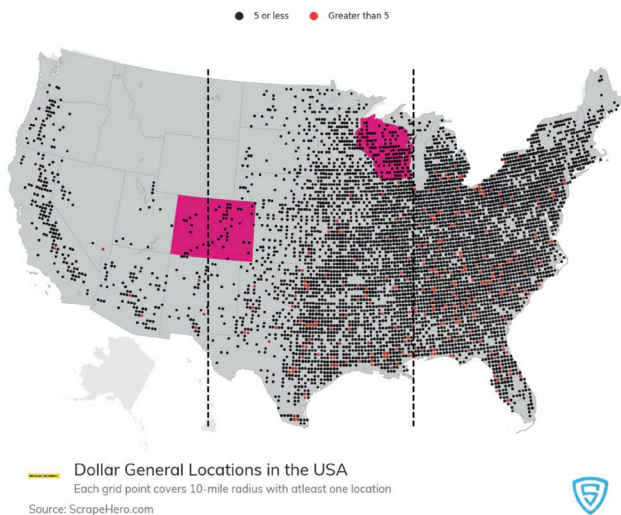 5 or less
Greater than 5
Dollar General Locations in the USA
Each grid point covers 10-mile radius with atleast one location
Source: ScrapeHero.com